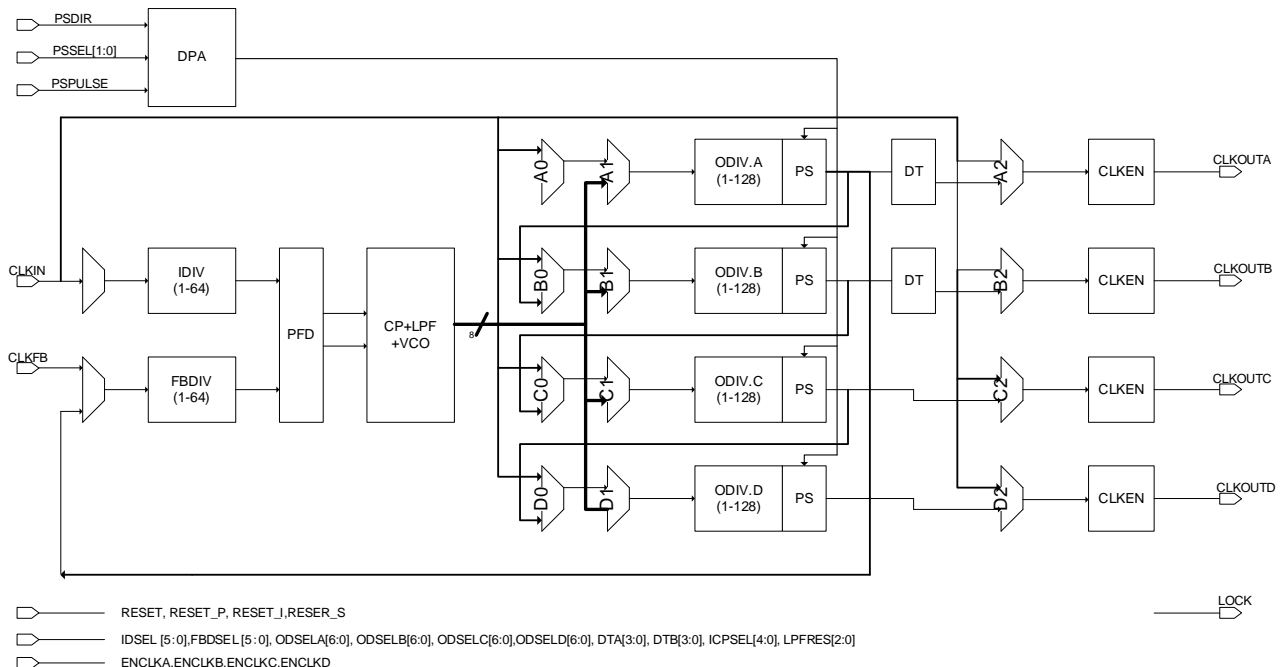 PSDIR
PSSEL[1:0]
PSPULSE
DPA
A0
A1
ODIV.A
(1-128)
PS
DT
A2
CLKEN
CLKOUTA
CLKIN
IDIV
(1-64)
B0
B1
ODIV.B
(1-128)
PS
DT
B2
CLKEN
CLKOUTB
PFD
CP+LPF
+VCO
8
CLKFB
FBDIV
(1-64)
C0
C1
ODIV.C
(1-128)
PS
C2
CLKEN
CLKOUTC
D0
D1
ODIV.D
(1-128)
PS
D2
CLKEN
CLKOUTD
RESET, RESET_P, RESET_I,RESER_S
LOCK
IDSEL [5:0],FBDSEL [5:0], ODSELA[6:0], ODSELB[6:0], ODSELC[6:0],ODSELD[6:0], DTA[3:0], DTB[3:0], ICPSEL[4:0], LPFRES[2:0]
ENCLKA,ENCLKB,ENCLKC,ENCLKD